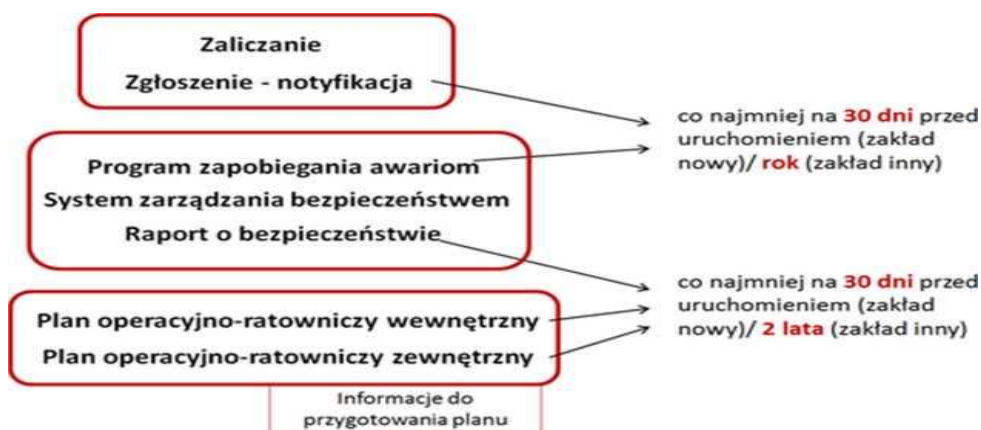 Zaliczanie
Zgłoszenie - notyfikacja
co najmniej na 30 dni przed
uruchomieniem (zakład
nowy)/ rok (zakład inny)
Program zapobiegania awariom
System zarządzania bezpieczeństwem
Raport o bezpieczeństwie
co najmniej na 30 dni przed
uruchomieniem (zakład
nowy)/ 2 lata (zakład inny)
Plan operacyjno-ratowniczy wewnętrzny
Plan operacyjno-ratowniczy zewnętrzny
Informacje do
przygotowania planu